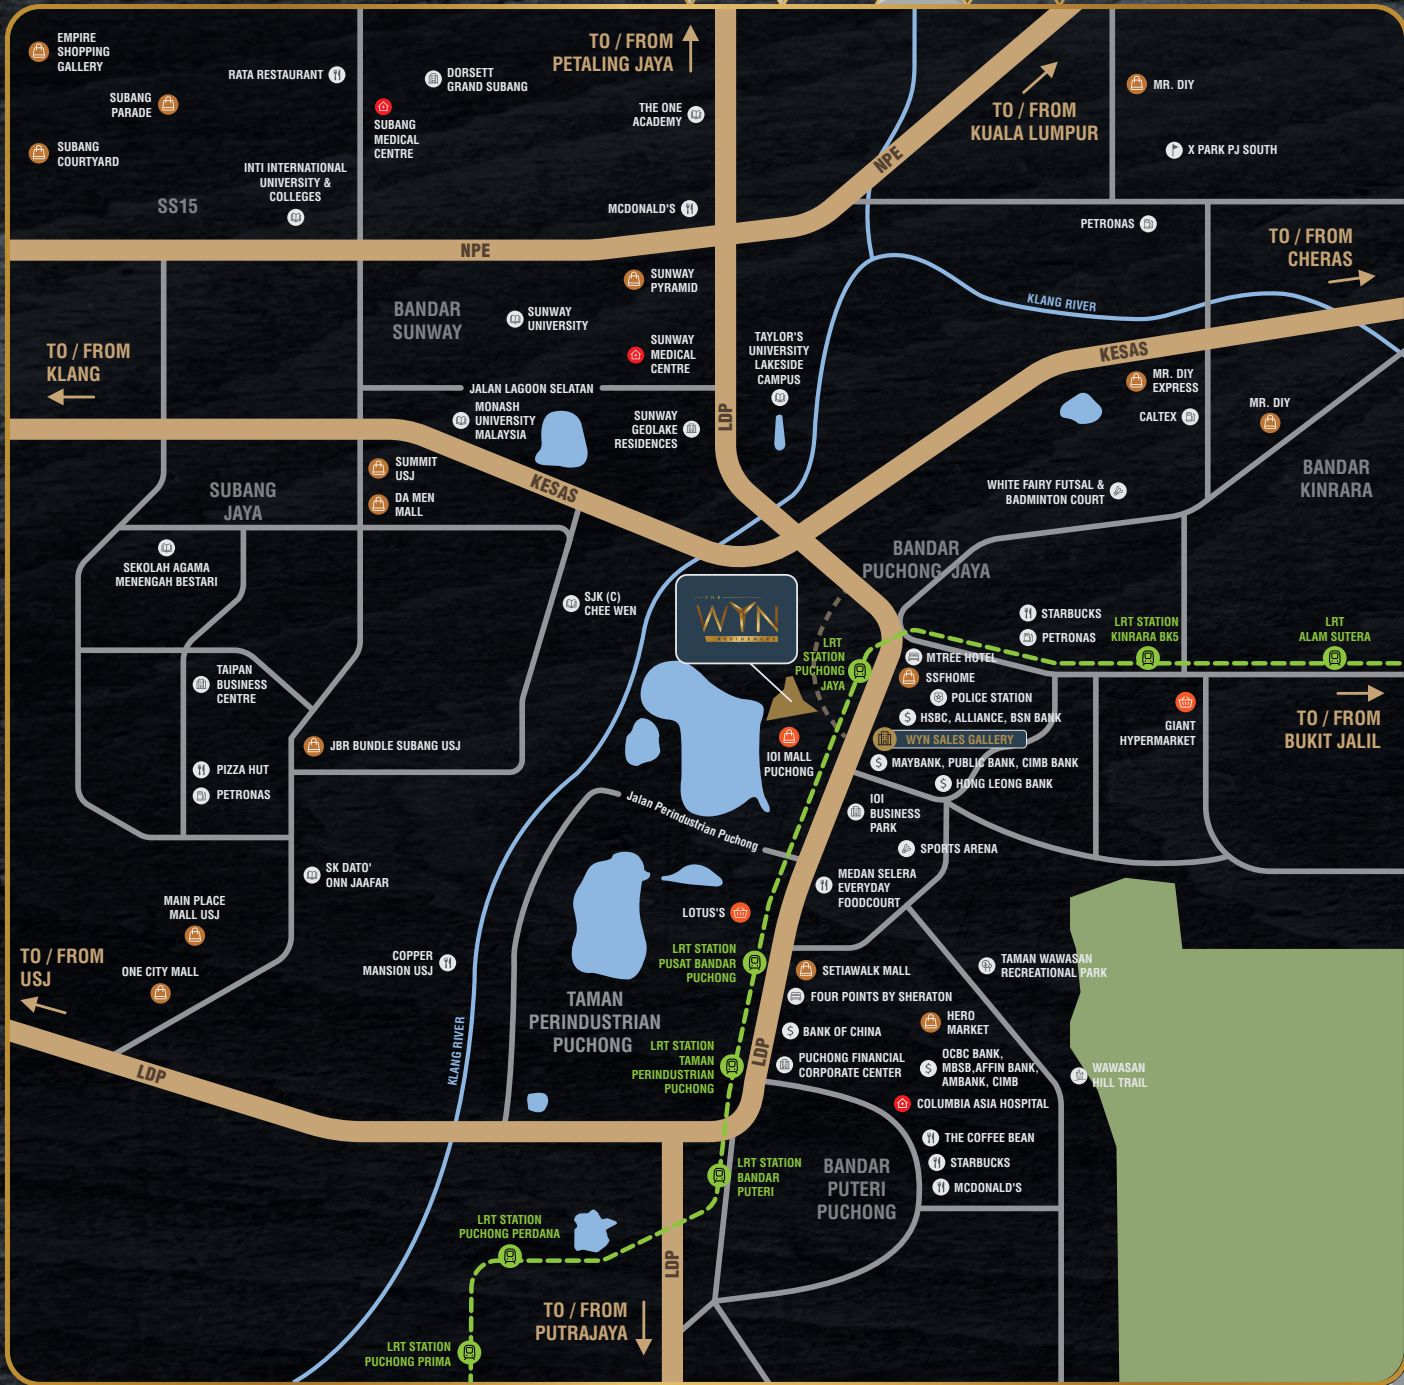 EMPIRE
SHOPPING
GALLERY
SUBANG
PARADE
SUBANG
COURTYARD
RATA RESTAURANT
INTI INTERNATIONAL
UNIVERSITY &
COLLEGES
SS15
DORSETT
GRAND SUBANG
SUBANG
MEDICAL
CENTRE
TO / FROM
PETALING JAYA
THE ONE
ACADEMY
MCDONALD'S
TO / FROM
KUALA LUMPUR
NPE
MR. DIY
X PARK PJ SOUTH
PETRONAS
TO / FROM
CHERAS
NPE
BANDAR
SUNWAY
SUNWAY
PYRAMID
SUNWAY
UNIVERSITY
SUNWAY
MEDICAL
CENTRE
TAYLOR'S
UNIVERSITY
LAKESIDE
CAMPUS
KLANG RIVER
KESAS
TO / FROM
KLANG
JALAN LAGOON SELATAN
MONASH
UNIVERSITY
MALAYSIA
SUNWAY
GEOLAKE
RESIDENCES
LDP
MR. DIY
EXPRESS
CALTEX
MR. DIY
BANDAR
KINRARA
WHITE FAIRY FUTSAL &
BADMINTON COURT
SUMMIT
USJ
DA MEN
MALL
KESAS
SUBANG
JAYA
SEKOLAH AGAMA
MENENGAH BESTARI
BANDAR
PUCHONG JAYA
SJK (C)
CHEE WEN
THE
WYN
RESIDENCES
LRT
STATION
PUCHONG
JAYA
STARBUCKS
PETRONAS
LRT STATION
KINRARA BK5
LRT
ALAM SUTERA
MTREE HOTEL
SSFHOME
POLICE STATION
HSBC, ALLIANCE, BSN BANK
WYN SALES GALLERY
MAYBANK, PUBLIC BANK, CIMB BANK
HONG LEONG BANK
GIANT
HYPERMARKET
TO / FROM
BUKIT JALIL
TAIPAN
BUSINESS
CENTRE
JBR BUNDLE SUBANG USJ
PIZZA HUT
PETRONAS
IOI MALL
PUCHONG
Jalan Perindustrian Puchong
IOI
BUSINESS
PARK
SPORTS ARENA
MEDAN SELERA
EVERYDAY
FOODCOURT
SK DATO'
ONN JAAFAR
MAIN PLACE
MALL USJ
ONE CITY MALL
TO / FROM
USJ
COPPER
MANSION USJ
LOTUS'S
LRT STATION
PUSAT BANDAR
PUCHONG
SETIAWALK MALL
FOUR POINTS BY SHERATON
BANK OF CHINA
HERO
MARKET
TAMAN WAWASAN
RECREATIONAL PARK
TAMAN
PERINDUSTRIAN
PUCHONG
LRT STATION
TAMAN
PERINDUSTRIAN
PUCHONG
LDP
PUCHONG FINANCIAL
CORPORATE CENTER
OCBC BANK,
MBSB,AFFIN BANK,
AMBANK, CIMB
WAWASAN
HILL TRAIL
COLUMBIA ASIA HOSPITAL
KLANG RIVER
LDP
THE COFFEE BEAN
STARBUCKS
MCDONALD'S
LRT STATION
BANDAR
PUTERI
BANDAR
PUTERI
PUCHONG
LRT STATION
PUCHONG PERDANA
LDP
TO / FROM
PUTRAJAYA
LRT STATION
PUCHONG PRIMA